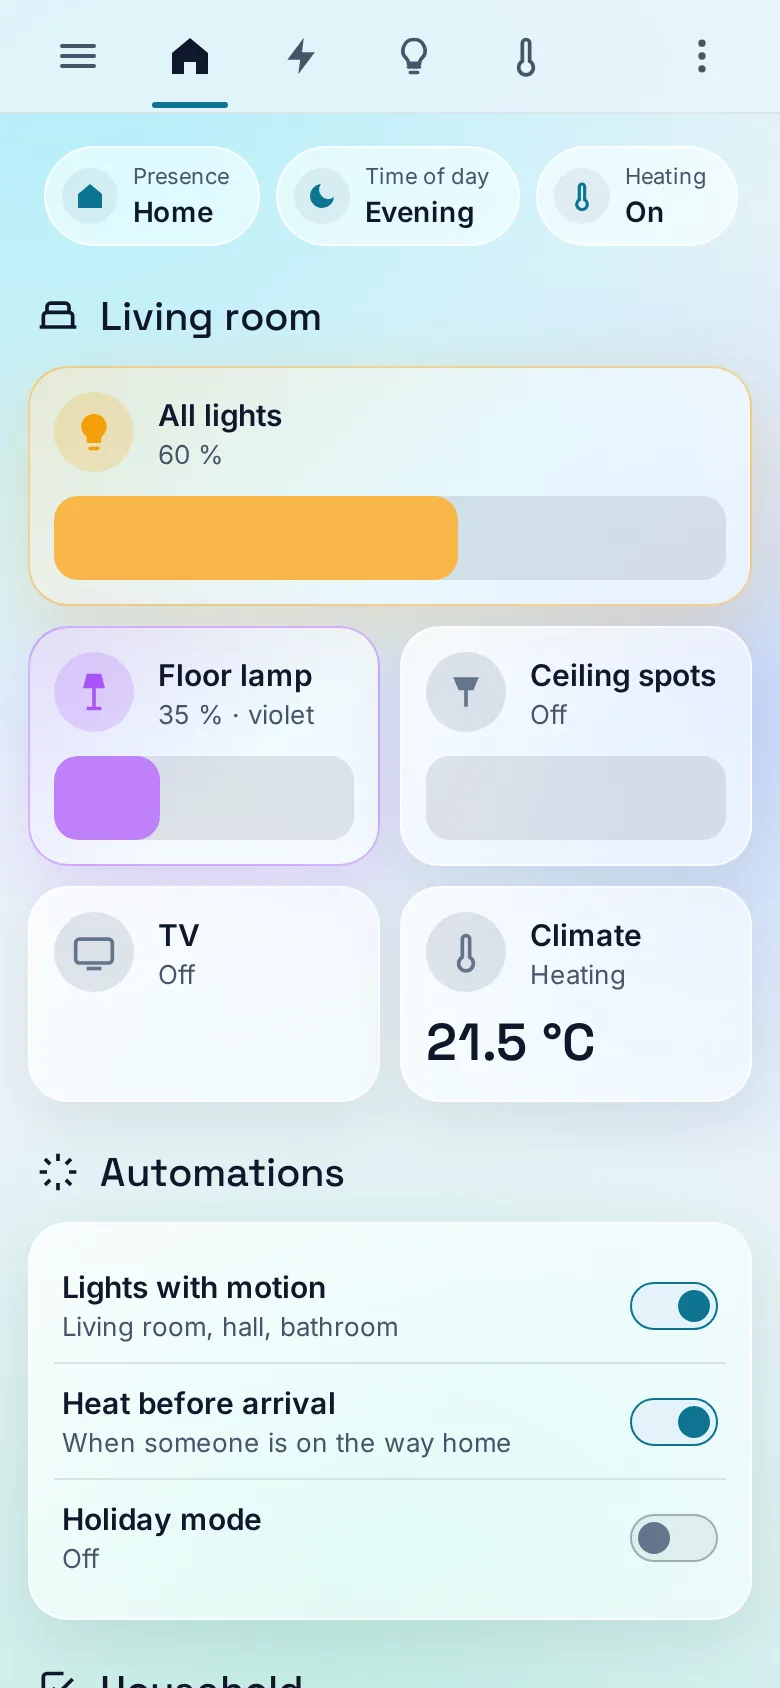 Presence
Home
Time of day
Evening
Heating
On
Living room
All lights
60 %
Floor lamp
35 % · violet
Ceiling spots
Off
TV
Off
Climate
Heating
21.5 °C
Automations
Lights with motion
Living room, hall, bathroom
Heat before arrival
When someone is on the way home
Holiday mode
Off
Household